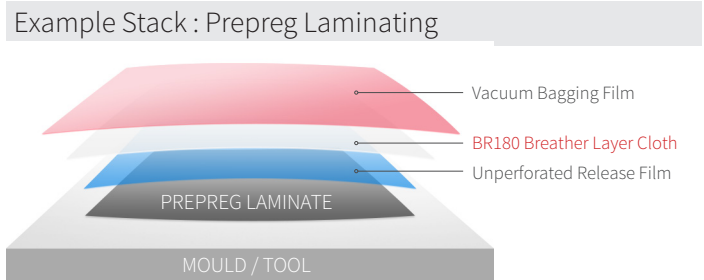 Example Stack : Prepreg Laminating
Vacuum Bagging Film
BR180 Breather Layer Cloth
Unperforated Release Film
PREPREG LAMINATE
MOULD / TOOL